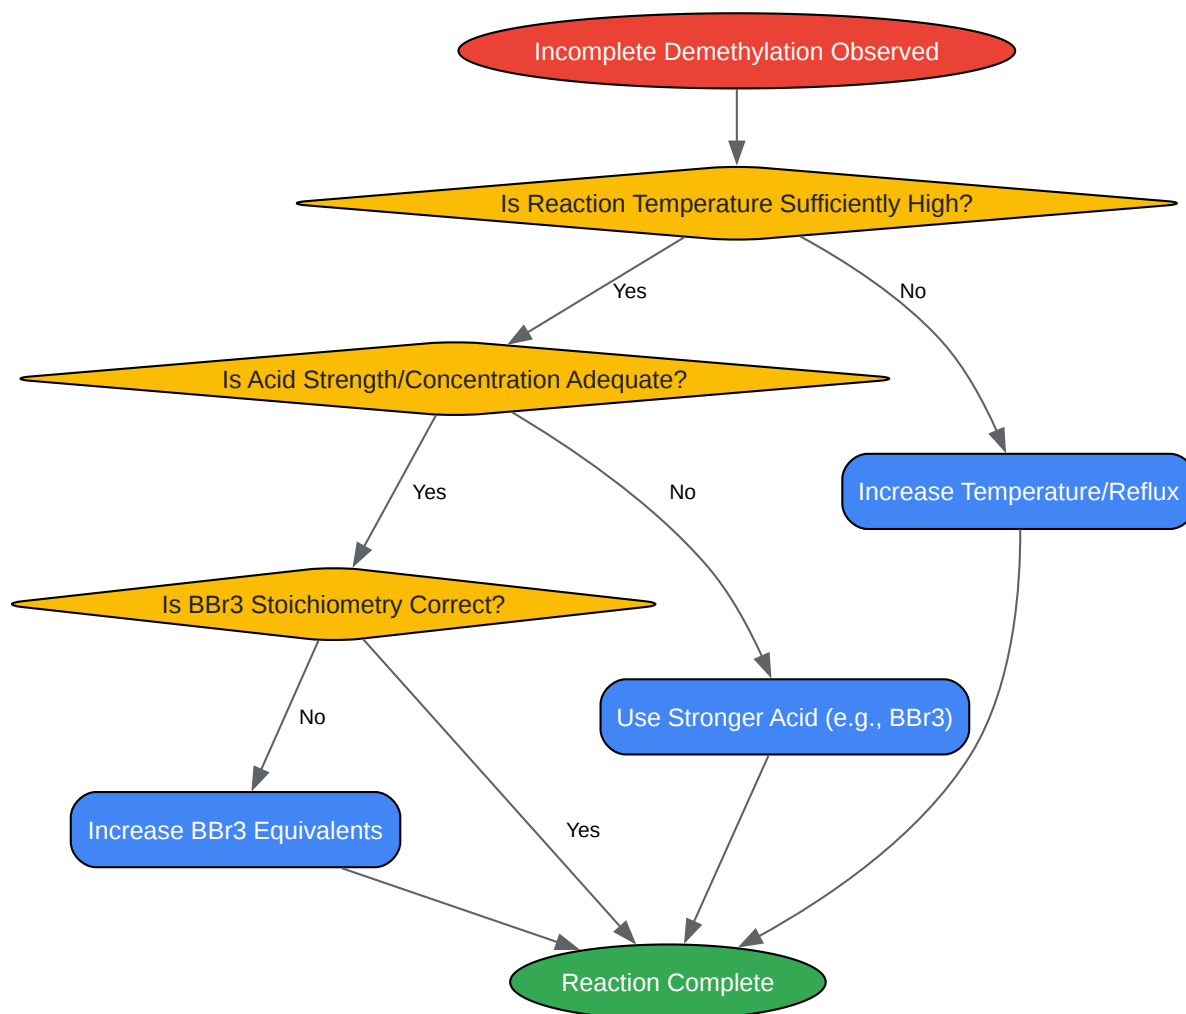 Incomplete Demethylation Observed
Is Reaction Temperature Sufficiently High?
Yes
No
Is Acid Strength/Concentration Adequate?
Yes
No
Increase Temperature/Reflux
Is BBr3 Stoichiometry Correct?
No
Yes
Use Stronger Acid (e.g., BBr3)
Increase BBr3 Equivalents
Reaction Complete